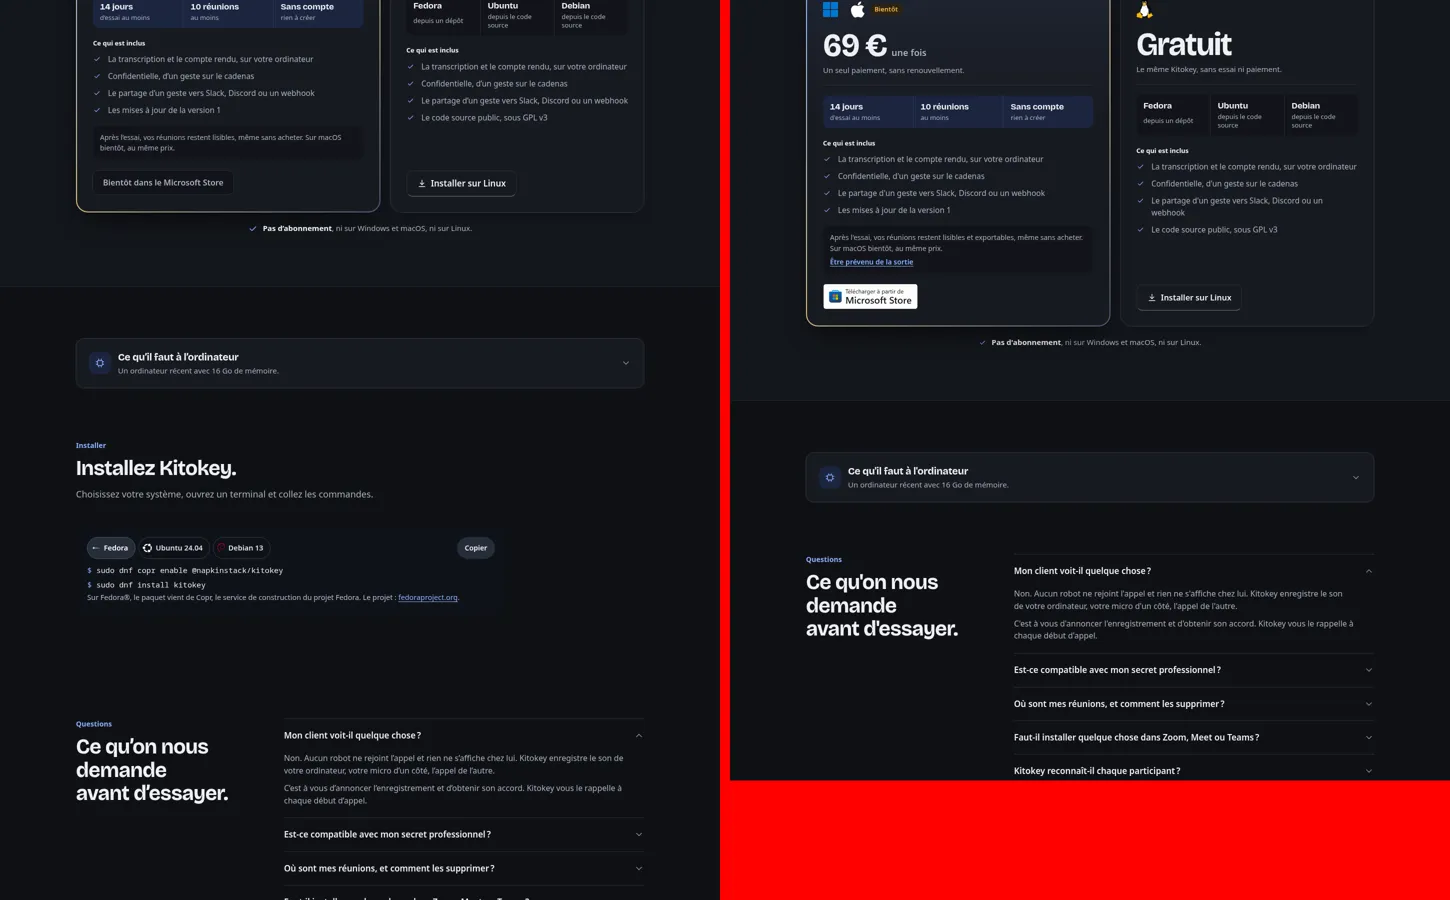 14 jours
d'essai au moins
10 réunions
au moins
Sans compte
rien à créer
Ce qui est inclus
La transcription et le compte rendu, sur votre ordinateur
Confidentielle, d'un geste sur le cadenas
Le partage d'un geste vers Slack, Discord ou un webhook
Les mises à jour de la version 1
Après l'essai, vos réunions restent lisibles, même sans acheter. Sur macOS
bientôt, au même prix.
Bientôt dans le Microsoft Store
Fedora
depuis un dépôt
Ubuntu
depuis le code
source
Debian
depuis le code
source
Ce qui est inclus
La transcription et le compte rendu, sur votre ordinateur
Confidentielle, d'un geste sur le cadenas
Le partage d'un geste vers Slack, Discord ou un webhook
Le code source public, sous GPL v3
Installer sur Linux
Pas d'abonnement, ni sur Windows et macOS, ni sur Linux.
Ce qu'il faut à l'ordinateur
Un ordinateur récent avec 16 Go de mémoire.
Installer
Installez Kitokey.
Choisissez votre système, ouvrez un terminal et collez les commandes.
Fedora
Ubuntu 24.04
Debian 13
Copier
$ sudo dnf copr enable @napkinstack/kitokey
$ sudo dnf install kitokey
Sur Fedora®, le paquet vient de Copr, le service de construction du projet Fedora. Le projet : fedoraproject.org.
Questions
Ce qu'on nous
demande
avant d'essayer.
Mon client voit-il quelque chose ?
Non. Aucun robot ne rejoint l'appel et rien ne s'affiche chez lui. Kitokey enregistre le son de
votre ordinateur, votre micro d'un côté, l'appel de l'autre.
C'est à vous d'annoncer l'enregistrement et d'obtenir son accord. Kitokey vous le rappelle à
chaque début d'appel.
Est-ce compatible avec mon secret professionnel ?
Où sont mes réunions, et comment les supprimer ?
Bientôt
69 € une fois
Un seul paiement, sans renouvellement.
14 jours
d'essai au moins
10 réunions
au moins
Sans compte
rien à créer
Ce qui est inclus
La transcription et le compte rendu, sur votre ordinateur
Confidentielle, d'un geste sur le cadenas
Le partage d'un geste vers Slack, Discord ou un webhook
Les mises à jour de la version 1
Après l'essai, vos réunions restent lisibles et exportables, même sans acheter.
Sur macOS bientôt, au même prix.
Être prévenu de la sortie
Télécharger à partir de
Microsoft Store
Gratuit
Le même Kitokey, sans essai ni paiement.
Fedora
depuis un dépôt
Ubuntu
depuis le code
source
Debian
depuis le code
source
Ce qui est inclus
La transcription et le compte rendu, sur votre ordinateur
Confidentielle, d'un geste sur le cadenas
Le partage d'un geste vers Slack, Discord ou un
webhook
Le code source public, sous GPL v3
Installer sur Linux
Pas d'abonnement, ni sur Windows et macOS, ni sur Linux.
Ce qu'il faut à l'ordinateur
Un ordinateur récent avec 16 Go de mémoire.
Questions
Ce qu'on nous
demande
avant d'essayer.
Mon client voit-il quelque chose ?
Non. Aucun robot ne rejoint l'appel et rien ne s'affiche chez lui. Kitokey enregistre le son
de votre ordinateur, votre micro d'un côté, l'appel de l'autre.
C'est à vous d'annoncer l'enregistrement et d'obtenir son accord. Kitokey vous le rappelle à
chaque début d'appel.
Est-ce compatible avec mon secret professionnel ?
Où sont mes réunions, et comment les supprimer ?
Faut-il installer quelque chose dans Zoom, Meet ou Teams ?
Kitokey reconnaît-il chaque participant ?